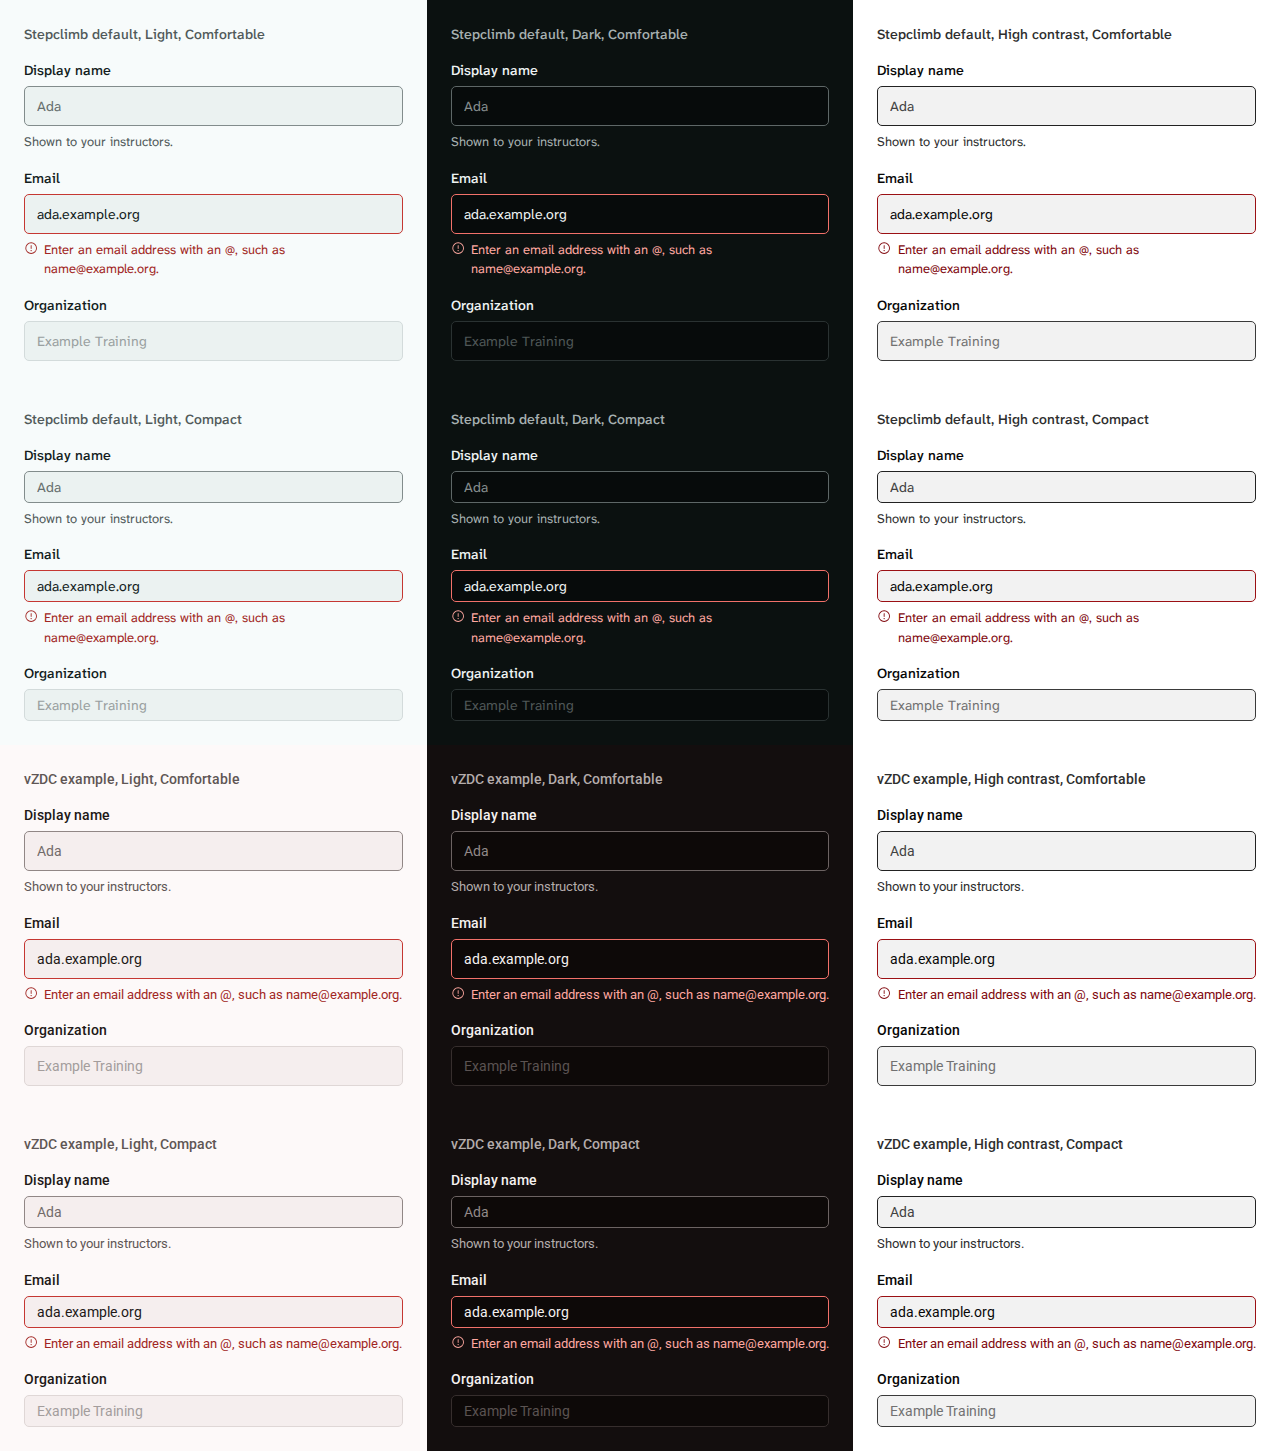 Stepclimb default, Light, Comfortable
Display name
Ada
Shown to your instructors.
Email
ada.example.org
Enter an email address with an @, such as
name@example.org.
Organization
Example Training
Stepclimb default, Dark, Comfortable
Display name
Ada
Shown to your instructors.
Email
ada.example.org
Enter an email address with an @, such as
name@example.org.
Organization
Example Training
Stepclimb default, High contrast, Comfortable
Display name
Ada
Shown to your instructors.
Email
ada.example.org
Enter an email address with an @, such as
name@example.org.
Organization
Example Training
Stepclimb default, Light, Compact
Display name
Ada
Shown to your instructors.
Email
ada.example.org
Enter an email address with an @, such as
name@example.org.
Organization
Example Training
Stepclimb default, Dark, Compact
Display name
Ada
Shown to your instructors.
Email
ada.example.org
Enter an email address with an @, such as
name@example.org.
Organization
Example Training
Stepclimb default, High contrast, Compact
Display name
Ada
Shown to your instructors.
Email
ada.example.org
Enter an email address with an @, such as
name@example.org.
Organization
Example Training
vZDC example, Light, Comfortable
Display name
Ada
Shown to your instructors.
Email
ada.example.org
Enter an email address with an @, such as name@example.org.
Organization
Example Training
vZDC example, Dark, Comfortable
Display name
Ada
Shown to your instructors.
Email
ada.example.org
Enter an email address with an @, such as name@example.org.
Organization
Example Training
vZDC example, High contrast, Comfortable
Display name
Ada
Shown to your instructors.
Email
ada.example.org
Enter an email address with an @, such as name@example.org.
Organization
Example Training
vZDC example, Light, Compact
Display name
Ada
Shown to your instructors.
Email
ada.example.org
Enter an email address with an @, such as name@example.org.
Organization
Example Training
vZDC example, Dark, Compact
Display name
Ada
Shown to your instructors.
Email
ada.example.org
Enter an email address with an @, such as name@example.org.
Organization
Example Training
vZDC example, High contrast, Compact
Display name
Ada
Shown to your instructors.
Email
ada.example.org
Enter an email address with an @, such as name@example.org.
Organization
Example Training